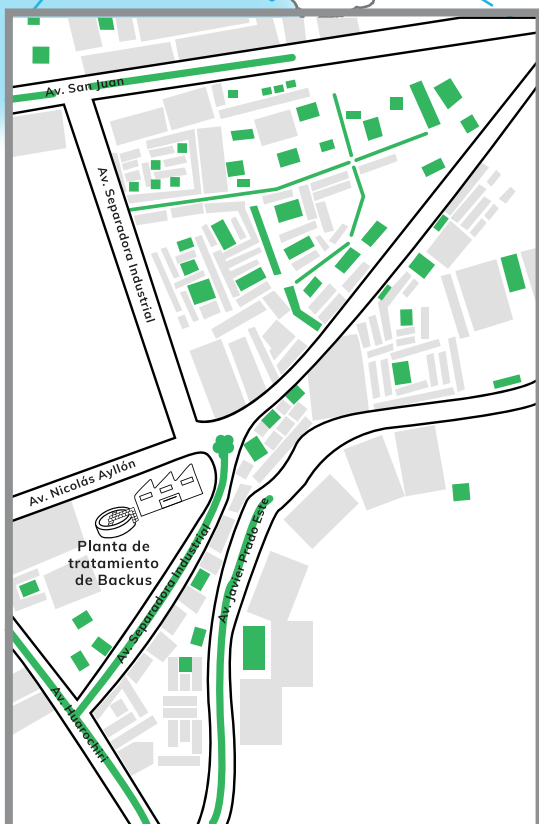 Av. San Juan
Av. Separadora Industrial
Av. Nicolás Ayllón
Planta de
tratamiento
de Backus
Av. Separadora Industrial
Av. Javier Prado Este
Av. Huarochiri